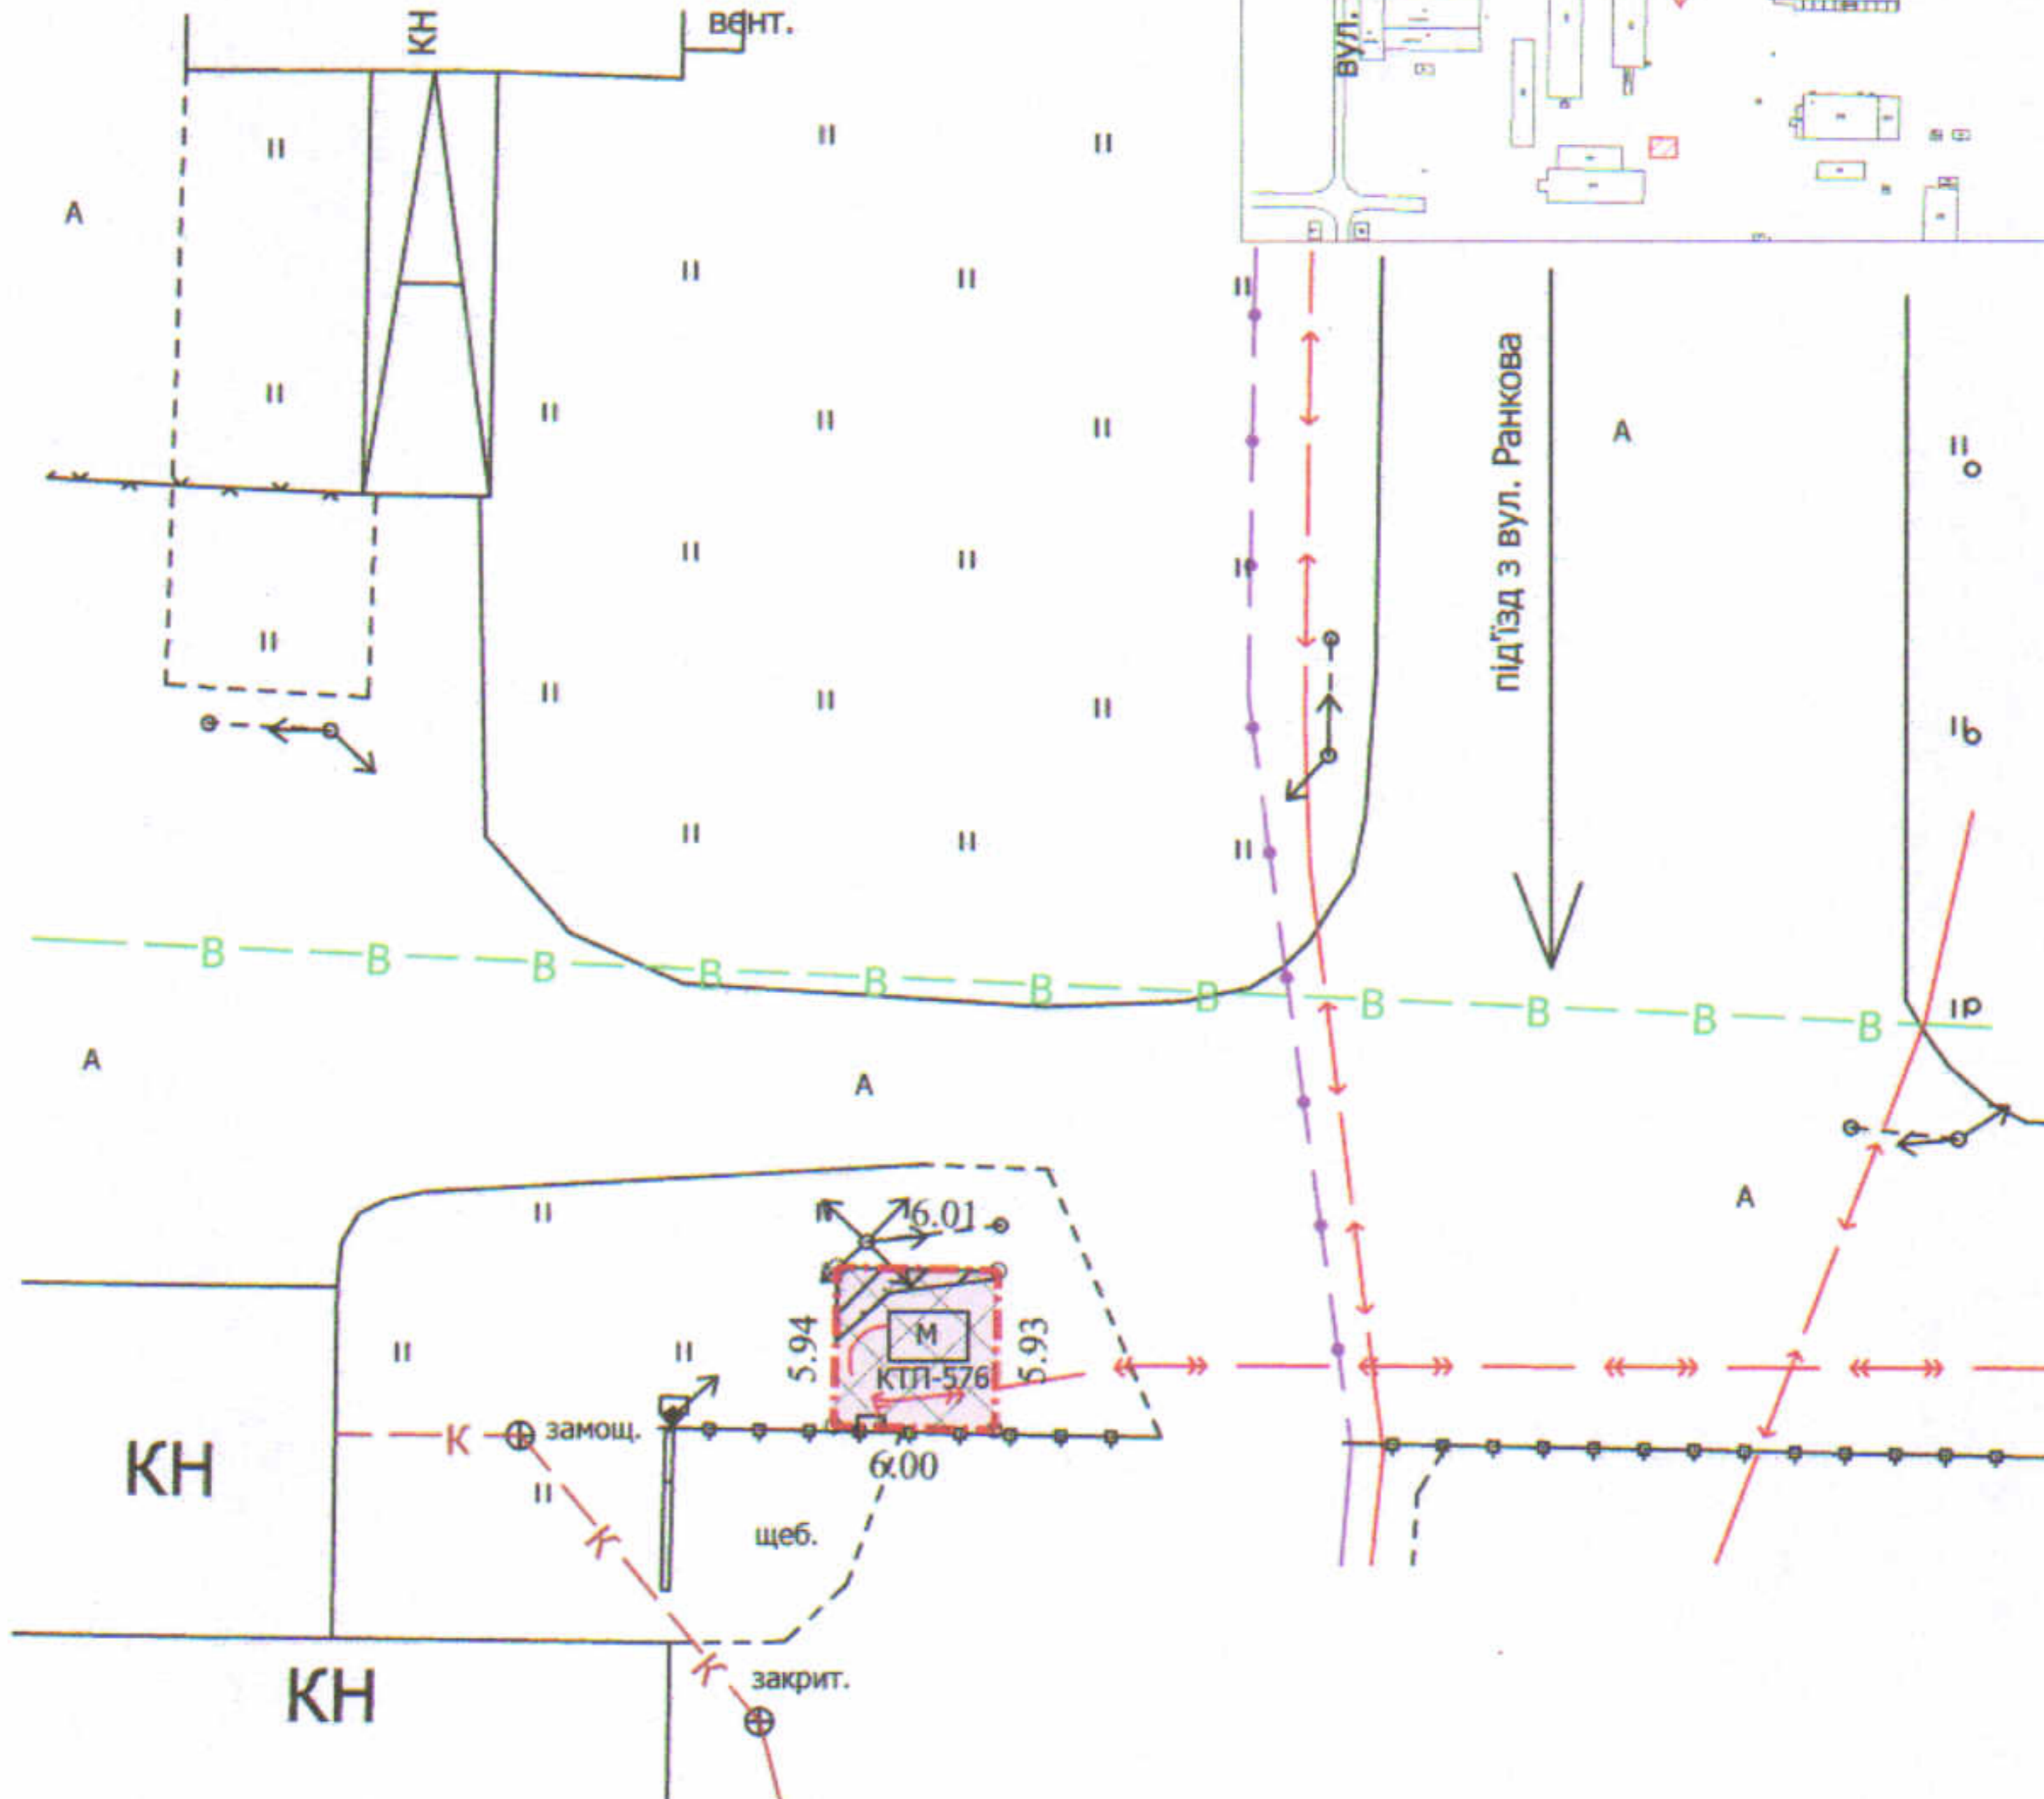 КН
вент.
вул.
А
А
під'їзд з вул. Ранкова
В В В В В В В В В В В
А
А
А
6.01
5.94
М
5.93
КТП-576
К
замощ.
6.00
КН
К
щеб.
К
закрит.
КН